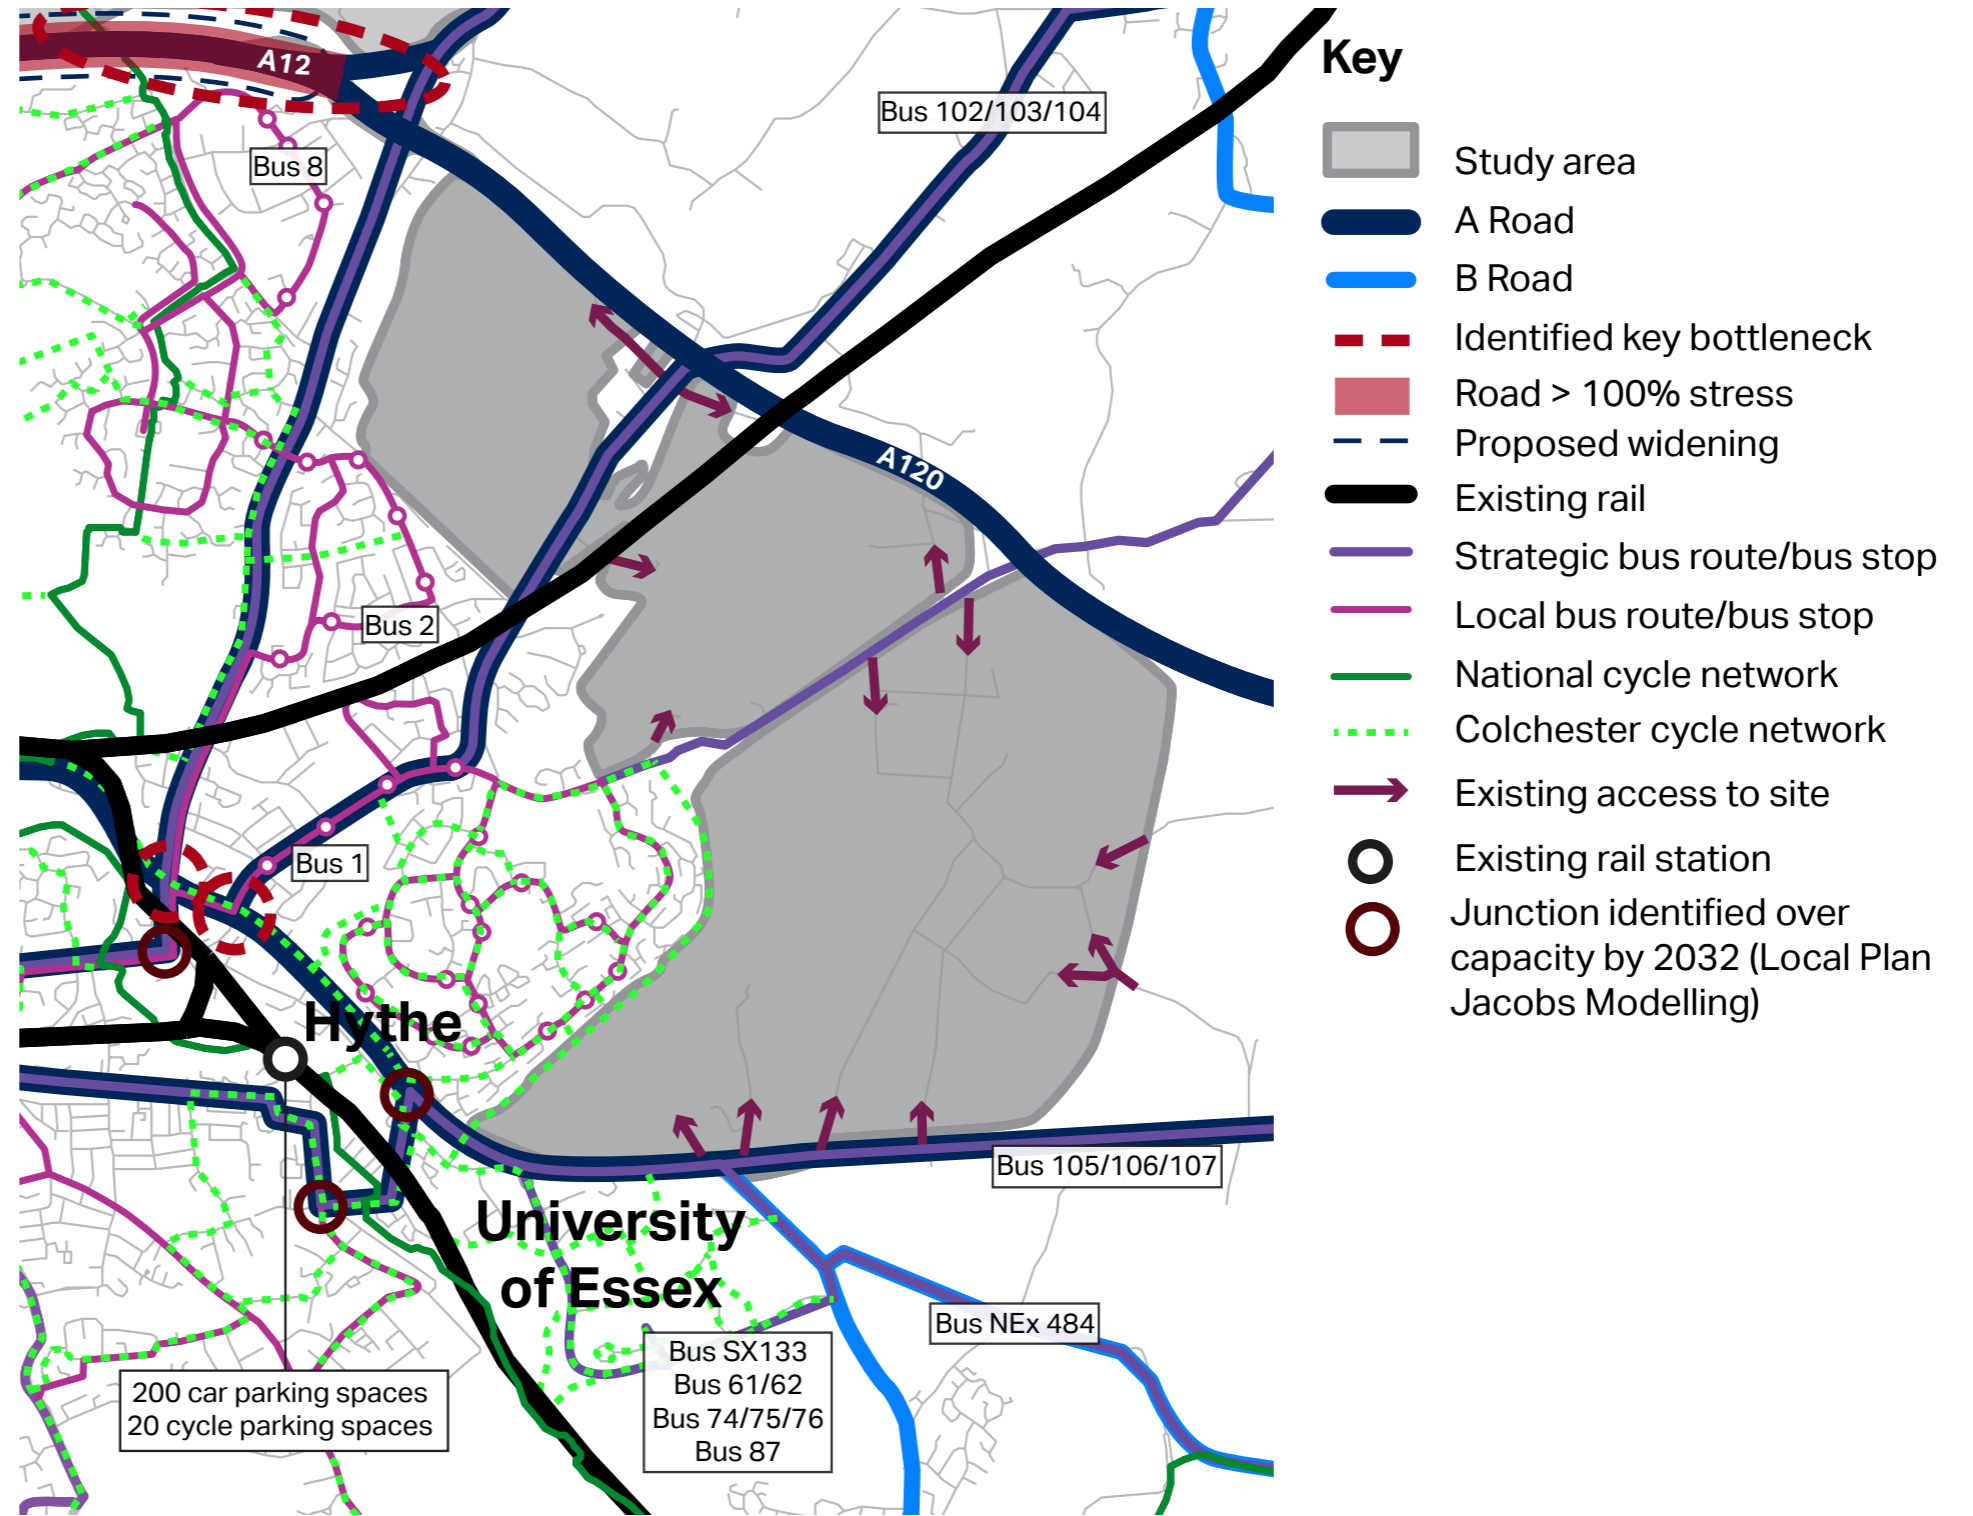 A12
Bus 102/103/104
Bus 8
A120
Bus 2
Bus 1
Hythe
Bus 105/106/107
University
of Essex
Bus NEx 484
Bus SX133
Bus 61/62
Bus 74/75/76
Bus 87
200 car parking spaces
20 cycle parking spaces
Key
Study area
A Road
B Road
Identified key bottleneck
Road > 100% stress
Proposed widening
Existing rail
Strategic bus route/bus stop
Local bus route/bus stop
National cycle network
Colchester cycle network
Existing access to site
Existing rail station
Junction identified over
capacity by 2032 (Local Plan
Jacobs Modelling)